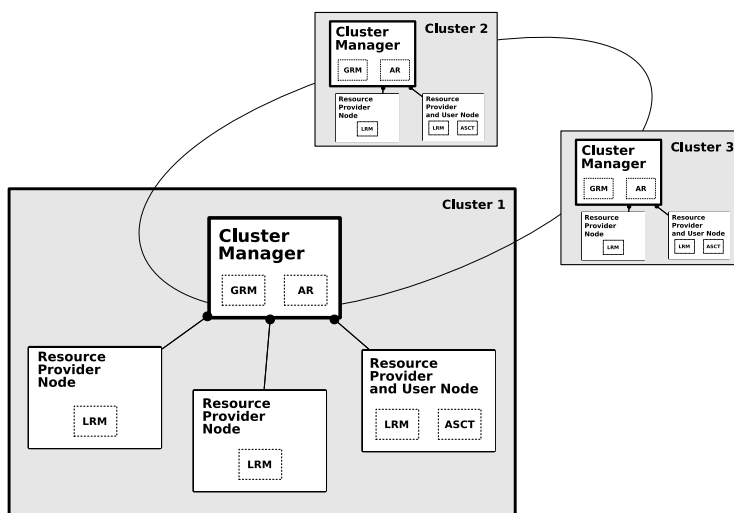 Cluster 2
Cluster
Manager
GRM
AR
Resource
Provider
Node
LRM
Resource
Provider
and User Node
LRM
ASCT
Cluster 3
Cluster
Manager
GRM
AR
Resource
Provider
Node
LRM
Resource
Provider
and User Node
LRM
ASCT
Cluster 1
Cluster
Manager
GRM
AR
Resource
Provider
Node
LRM
Resource
Provider
Node
LRM
Resource
Provider
and User Node
LRM
ASCT